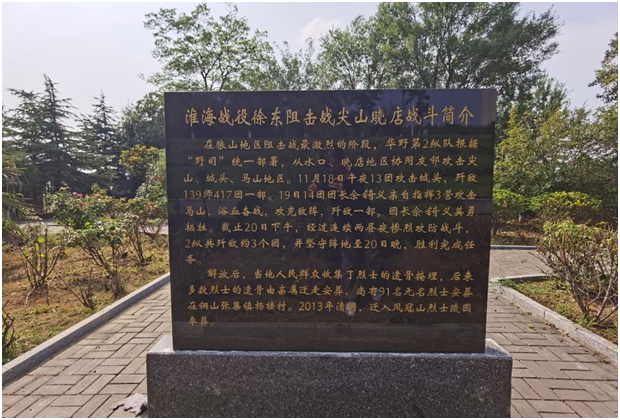 淮海战役徐东阻击战尖山晓店战斗简介
在狼山地区阻击战最激烈的阶段，华野第2纵队根据
“野司”统一部署，从水口、晓店地区协同友邻攻击尖
山、城头、马山地区。11月18日午夜13团攻击城头，歼敌
139师417团一部。19日14团团长余待义亲自指挥3营攻击
马山，浴血奋战，攻克敌阵，歼敌一部，团长余待义英勇
牺牲。截止20日下午，经过连续两昼夜惨烈攻防战斗，
2纵共歼敌约3个团，并坚守阵地至20日晚，胜利完成任
务。
解放后，当地人民群众收集了烈士的遗骨掩埋，后来
多数烈士的遗骨由亲属迁走安葬，尚有91名无名烈士安葬
在铜山张集镇杨楼村。2013年清明，迁入凤冠山烈士陵园
奉葬。